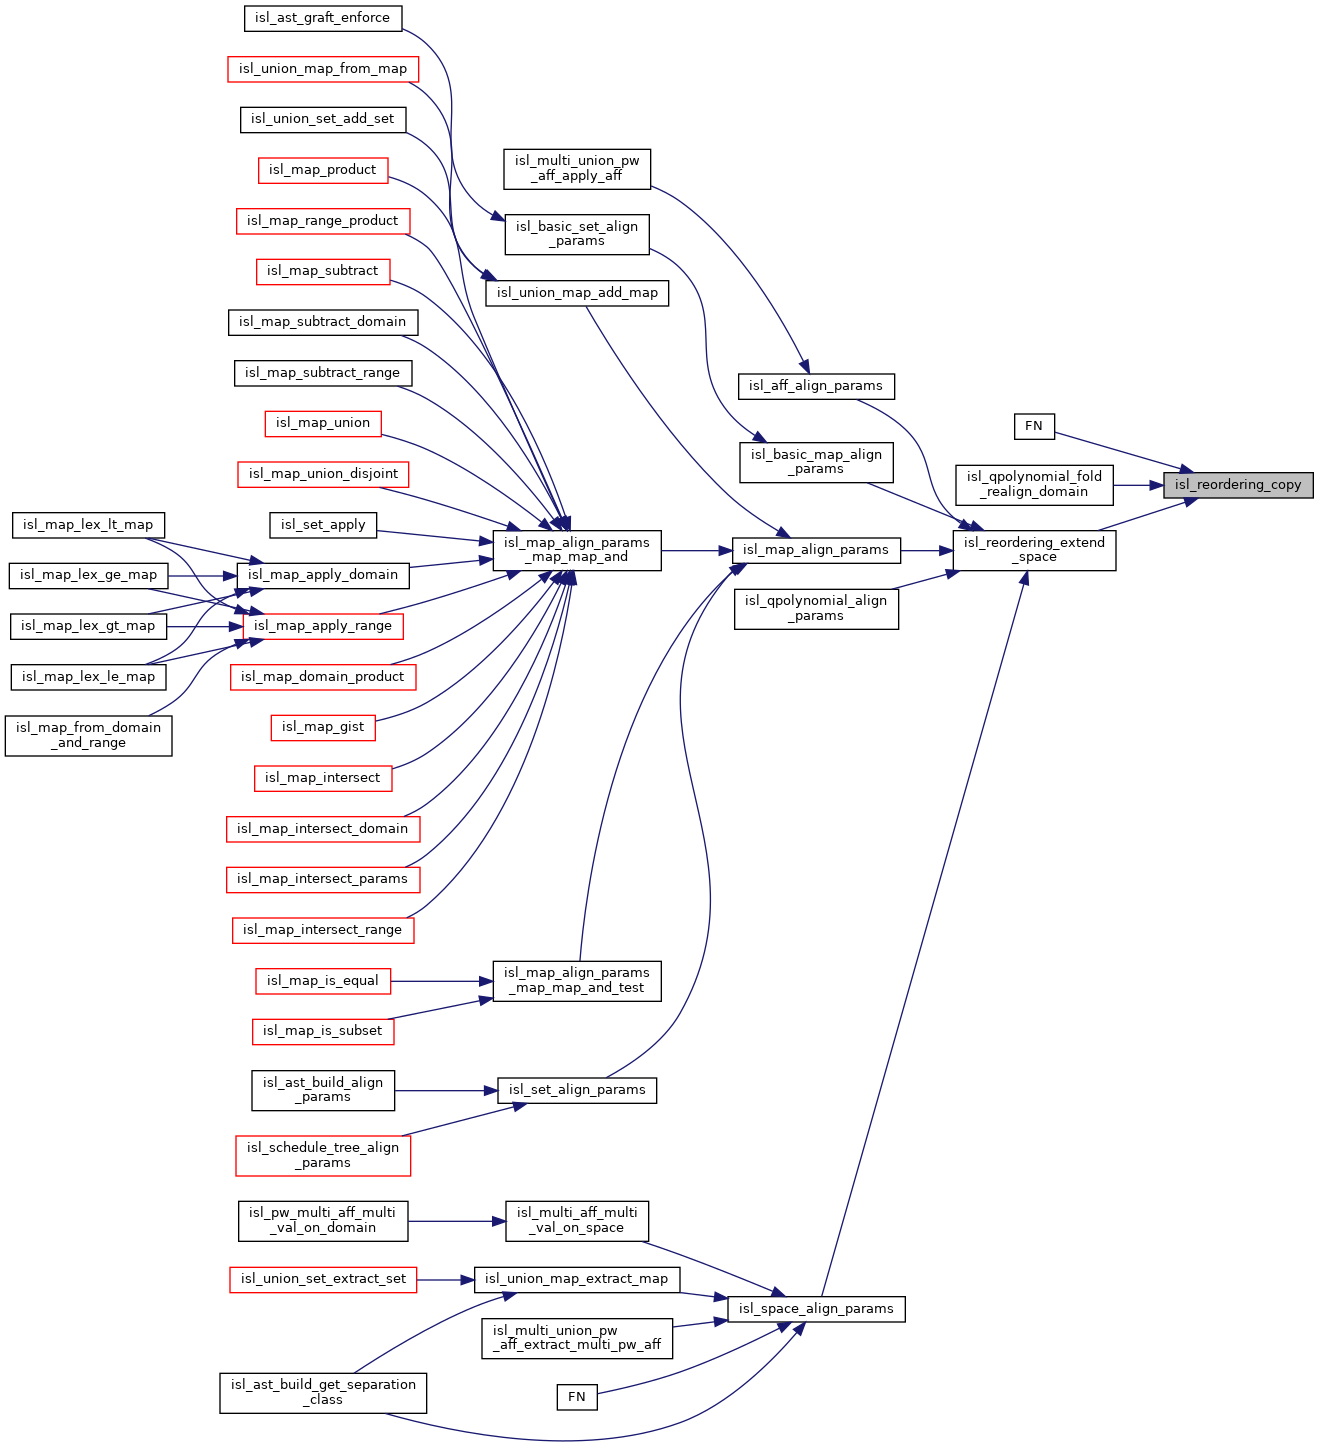 isl_ast_graft_enforce
isl_union_map_from_map
isl_union_set_add_set
isl_map_product
isl_map_range_product
isl_map_subtract
isl_map_subtract_domain
isl_map_subtract_range
isl_map_union
isl_map_union_disjoint
isl_set_apply
isl_map_apply_domain
isl_map_apply_range
isl_map_domain_product
isl_map_gist
isl_map_intersect
isl_map_intersect_domain
isl_map_intersect_params
isl_map_intersect_range
isl_map_is_equal
isl_map_is_subset
isl_ast_build_align
_params
isl_schedule_tree_align
_params
isl_pw_multi_aff_multi
_val_on_domain
isl_union_set_extract_set
isl_ast_build_get_separation
_class
isl_map_lex_lt_map
isl_map_lex_ge_map
isl_map_lex_gt_map
isl_map_lex_le_map
isl_map_from_domain
_and_range
isl_multi_union_pw
_aff_apply_aff
isl_basic_set_align
_params
isl_union_map_add_map
isl_map_align_params
_map_map_and
isl_map_align_params
_map_map_and_test
isl_set_align_params
isl_multi_aff_multi
_val_on_space
isl_union_map_extract_map
isl_multi_union_pw
_aff_extract_multi_pw_aff
FN
isl_aff_align_params
isl_basic_map_align
_params
isl_map_align_params
isl_qpolynomial_align
_params
isl_space_align_params
FN
isl_qpolynomial_fold
_realign_domain
isl_reordering_extend
_space
isl_reordering_copy